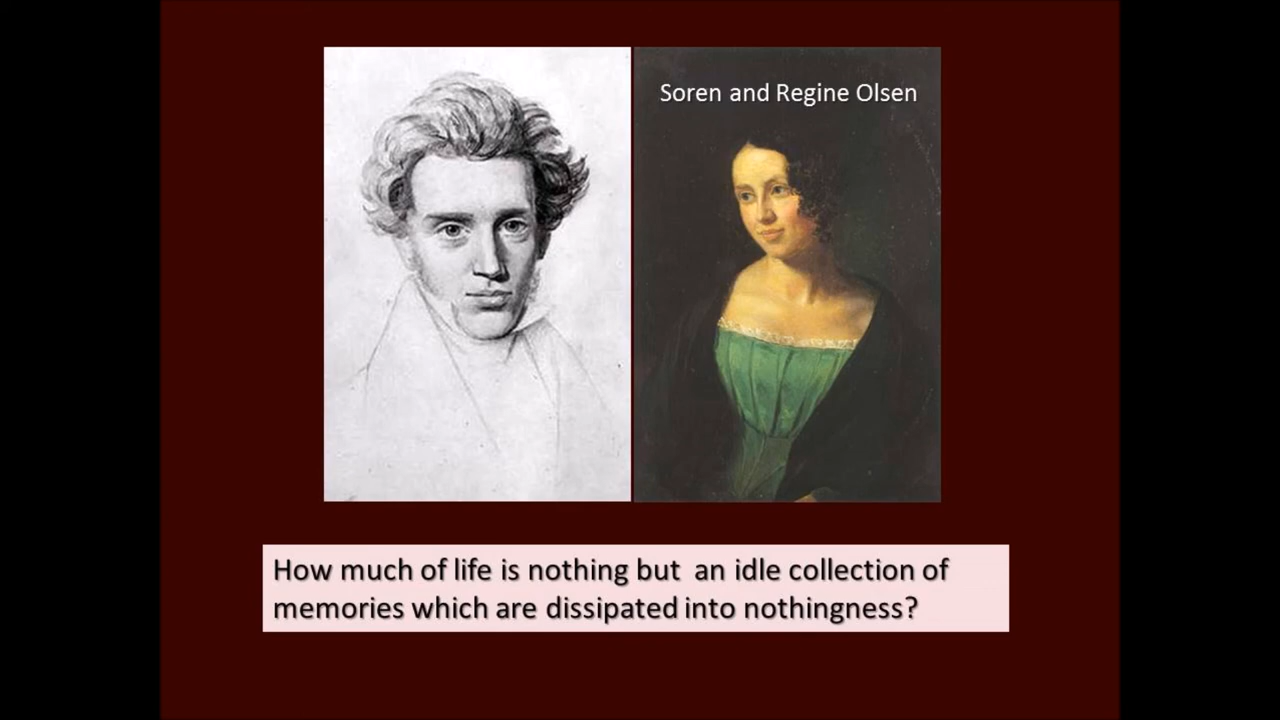 Soren and Regine Olsen
How much of life is nothing but  an idle collection of
memories which are dissipated into nothingness?